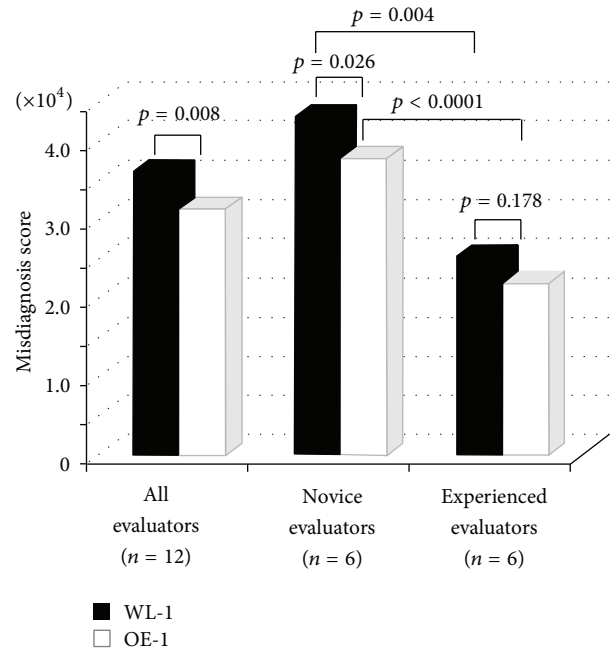 p = 0.004
p = 0.026
(×10⁴)
p < 0.0001
p = 0.008
4.0
p = 0.178
3.0
2.0
1.0
0
Misdiagnosis score
All evaluators (n = 12)
Novice evaluators (n = 6)
Experienced evaluators (n = 6)
WL-1
OE-1